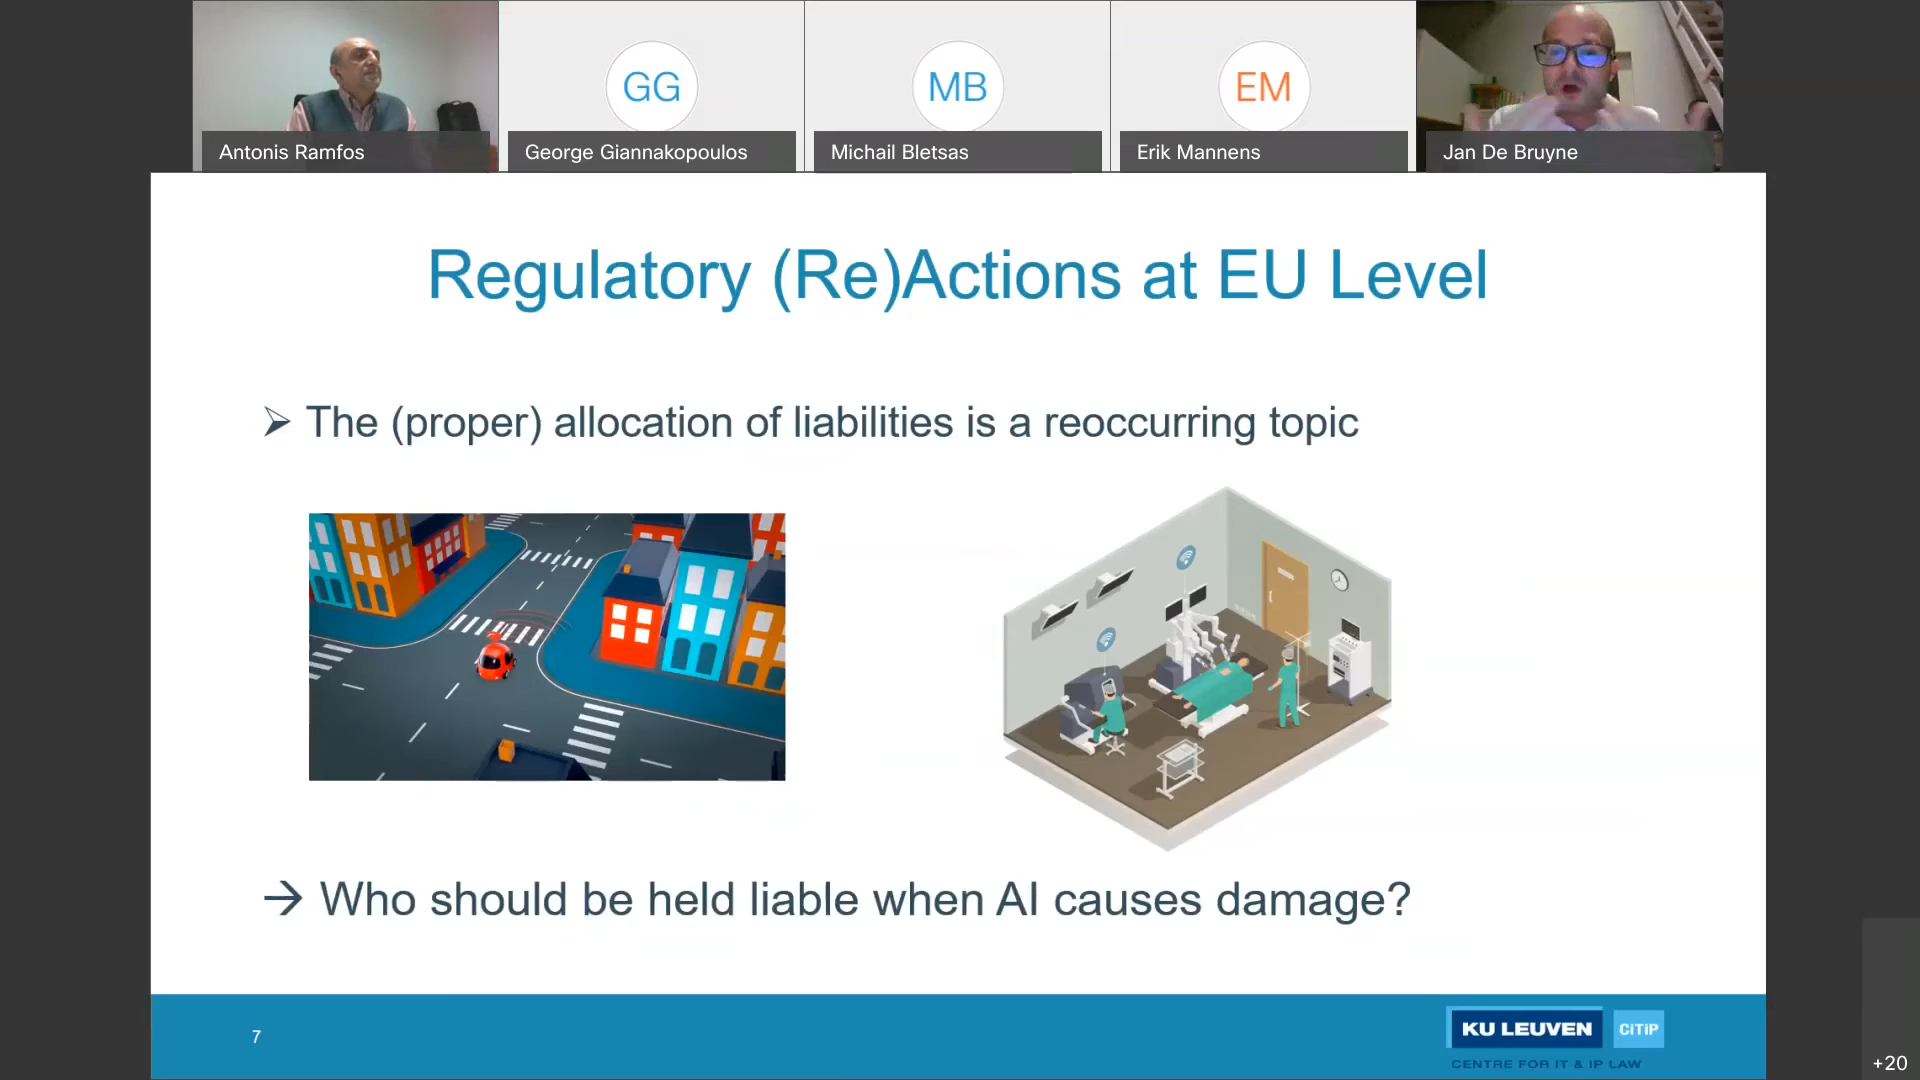 GG
MB
EM
Antonis Ramfos
George Giannakopoulos
Michail Bletsas
Erik Mannens
Jan De Bruyne
Regulatory (Re)Actions at EU Level
➢ The (proper) allocation of liabilities is a reoccurring topic
→ Who should be held liable when AI causes damage?
7
KU LEUVEN
CiTiP
CENTRE FOR IT & IP LAW
+20